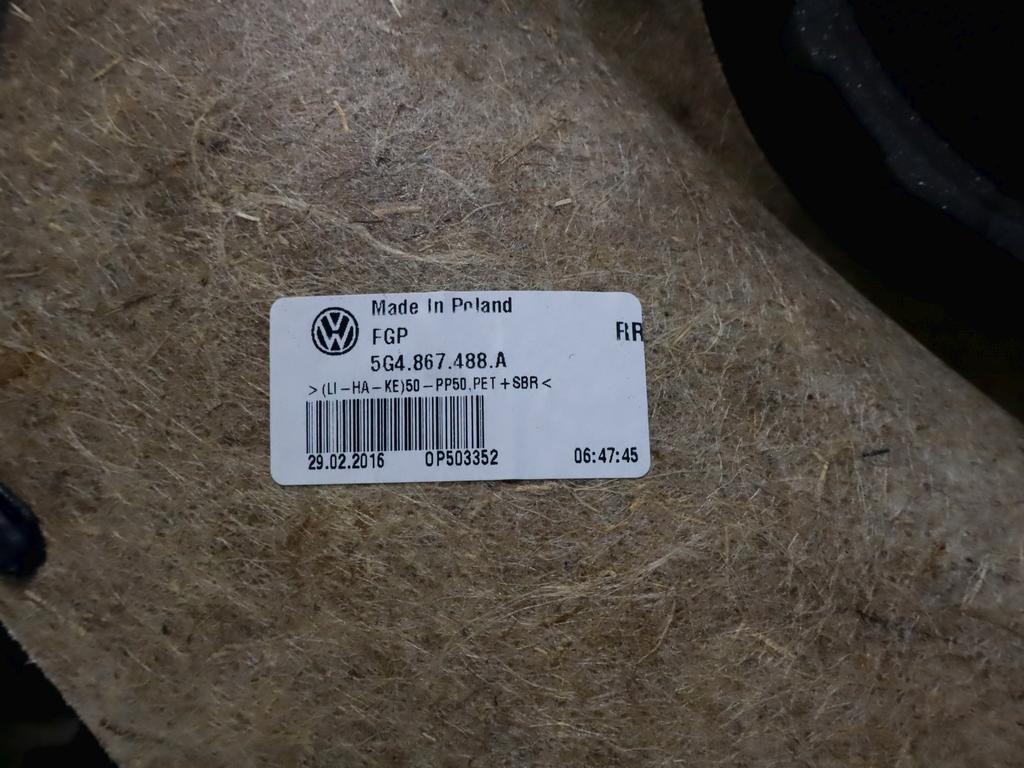 Made In Poland
FGP RR
5G4.867.488.A
>(LI-HA-KE)50-PP50,PET+SBR<
29.02.2016 OP503352 06:47:45